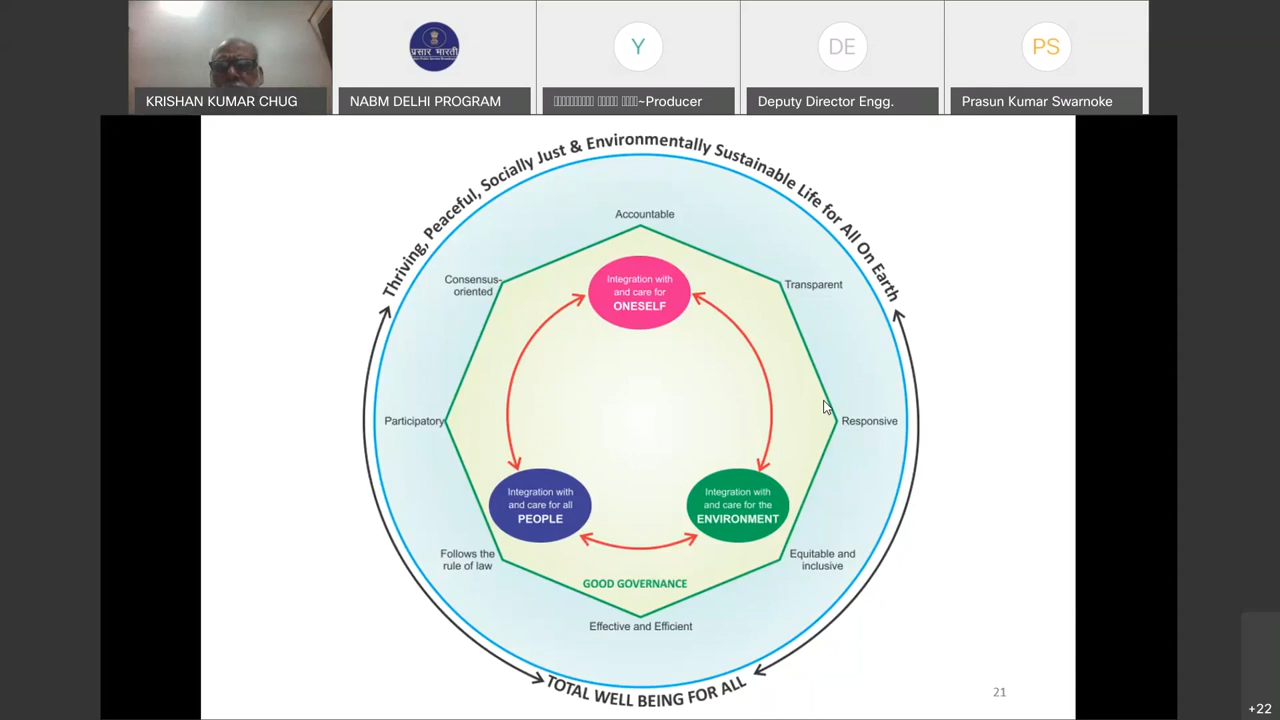 KRISHAN KUMAR CHUG
प्रसार भारती
NABM DELHI PROGRAM
Y
~Producer
DE
Deputy Director Engg.
PS
Prasun Kumar Swarnoke
Thriving, Peaceful, Socially Just & Environmentally Sustainable Life for All On Earth
Accountable
Consensus-
oriented
Transparent
Integration with
and care for
ONESELF
Participatory
Responsive
Integration with
and care for all
PEOPLE
Integration with
and care for the
ENVIRONMENT
Follows the
rule of law
Equitable and
inclusive
GOOD GOVERNANCE
Effective and Efficient
TOTAL WELL BEING FOR ALL
21
+22